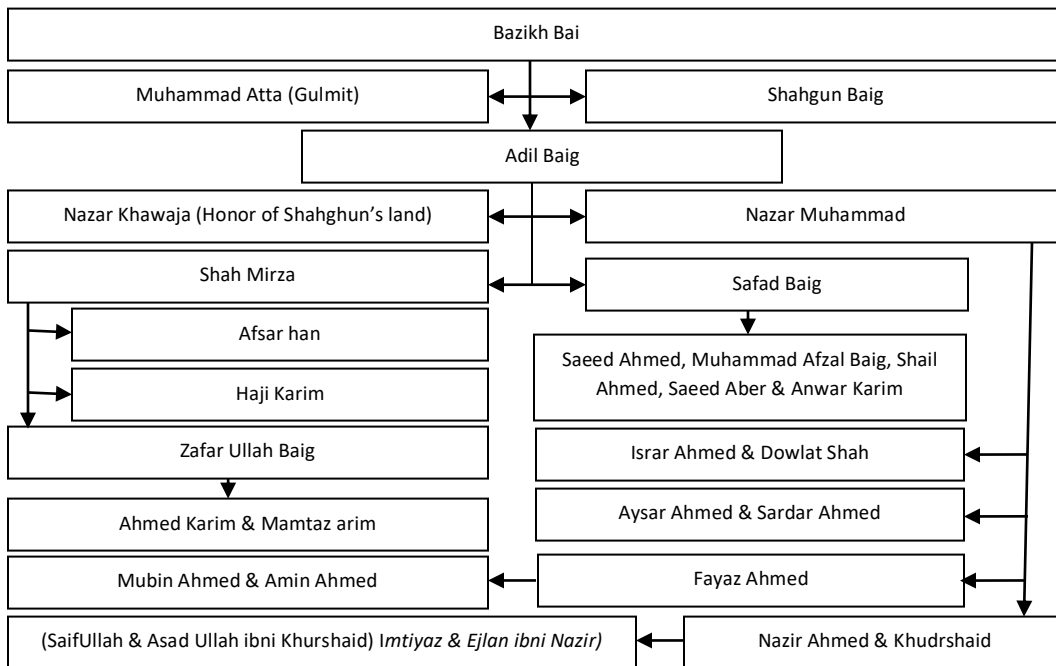 Bazikh Bai
Muhammad Atta (Gulmit)
Shahgun Baig
Adil Baig
Nazar Khawaja (Honor of Shahghun's land)
Nazar Muhammad
Shah Mirza
Safad Baig
Afsar han
Saeed Ahmed, Muhammad Afzal Baig, Shail
Ahmed, Saeed Aber & Anwar Karim
Haji Karim
Zafar Ullah Baig
Israr Ahmed & Dowlat Shah
Ahmed Karim & Mamtaz arim
Aysar Ahmed & Sardar Ahmed
Mubin Ahmed & Amin Ahmed
Fayaz Ahmed
(SaifUllah & Asad Ullah ibni Khurshaid) Imtiyaz & Ejlan ibni Nazir)
Nazir Ahmed & Khudrshaid